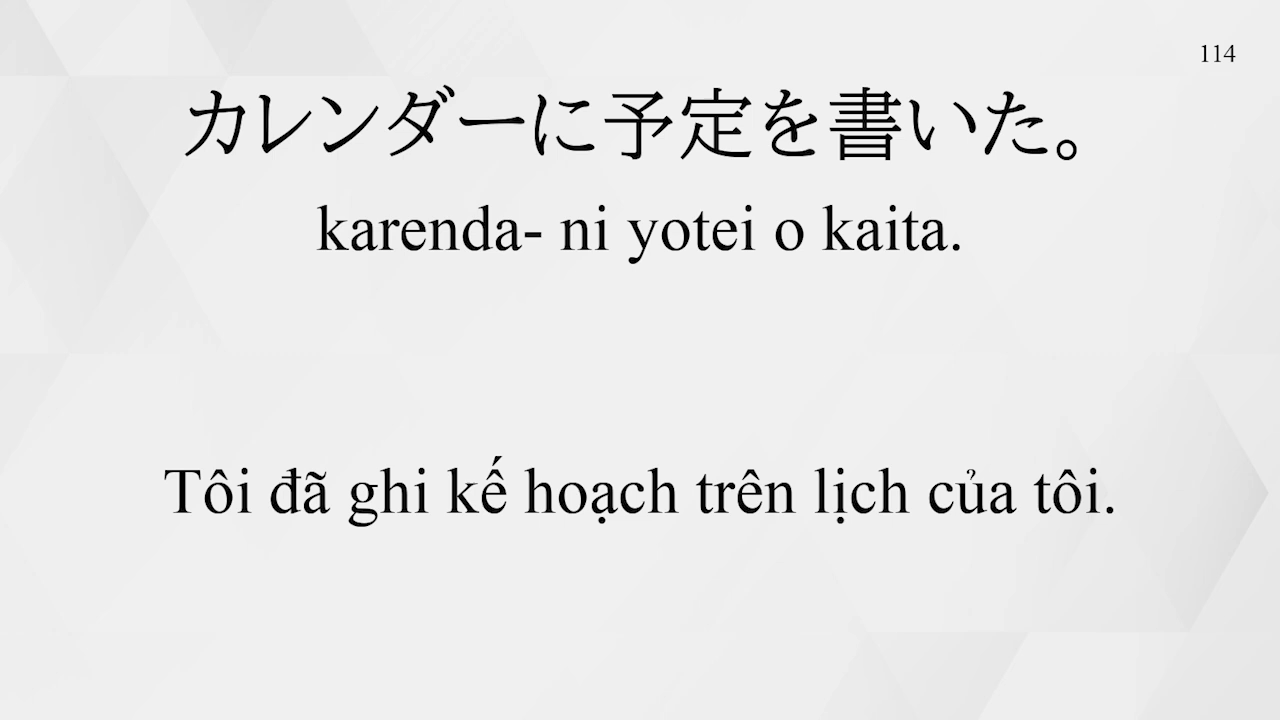 114
カレンダーに予定を書いた。
karenda- ni yotei o kaita.
Tôi đã ghi kế hoạch trên lịch của tôi.